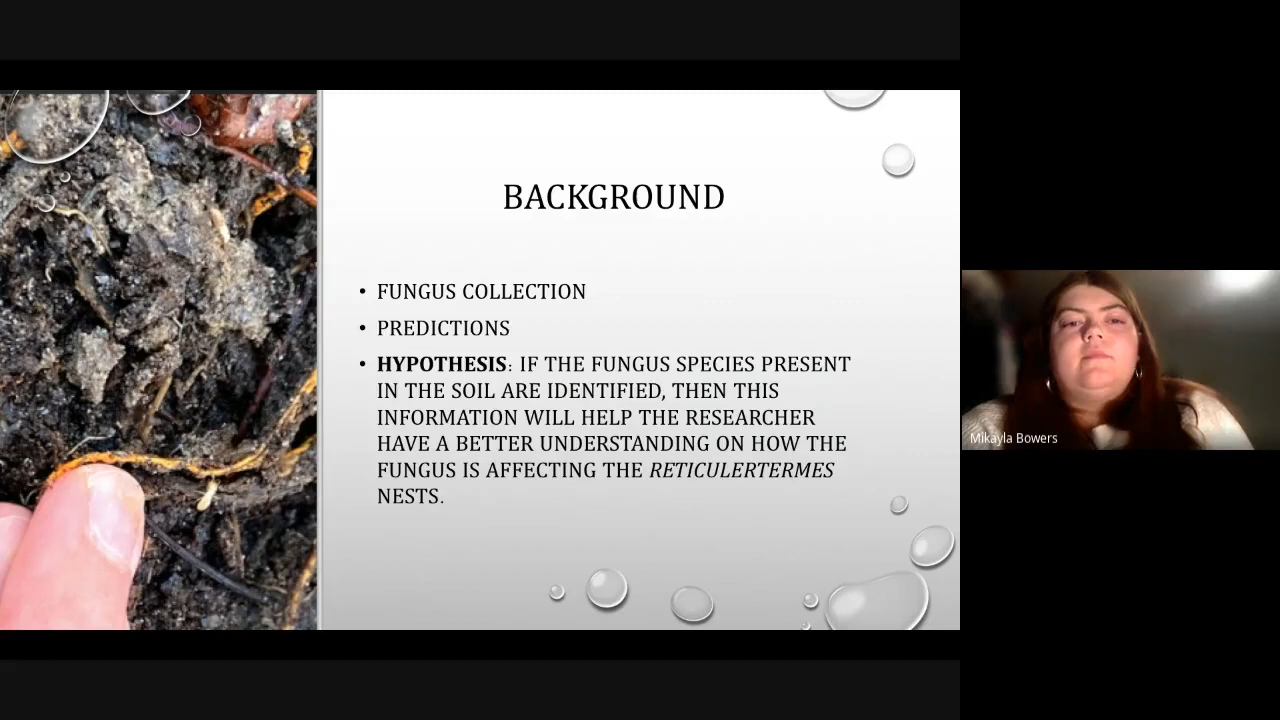 BACKGROUND
• FUNGUS COLLECTION
• PREDICTIONS
• HYPOTHESIS: IF THE FUNGUS SPECIES PRESENT
IN THE SOIL ARE IDENTIFIED, THEN THIS
INFORMATION WILL HELP THE RESEARCHER
HAVE A BETTER UNDERSTANDING ON HOW THE
FUNGUS IS AFFECTING THE RETICULERTERMES
NESTS.
Mikayla Bowers